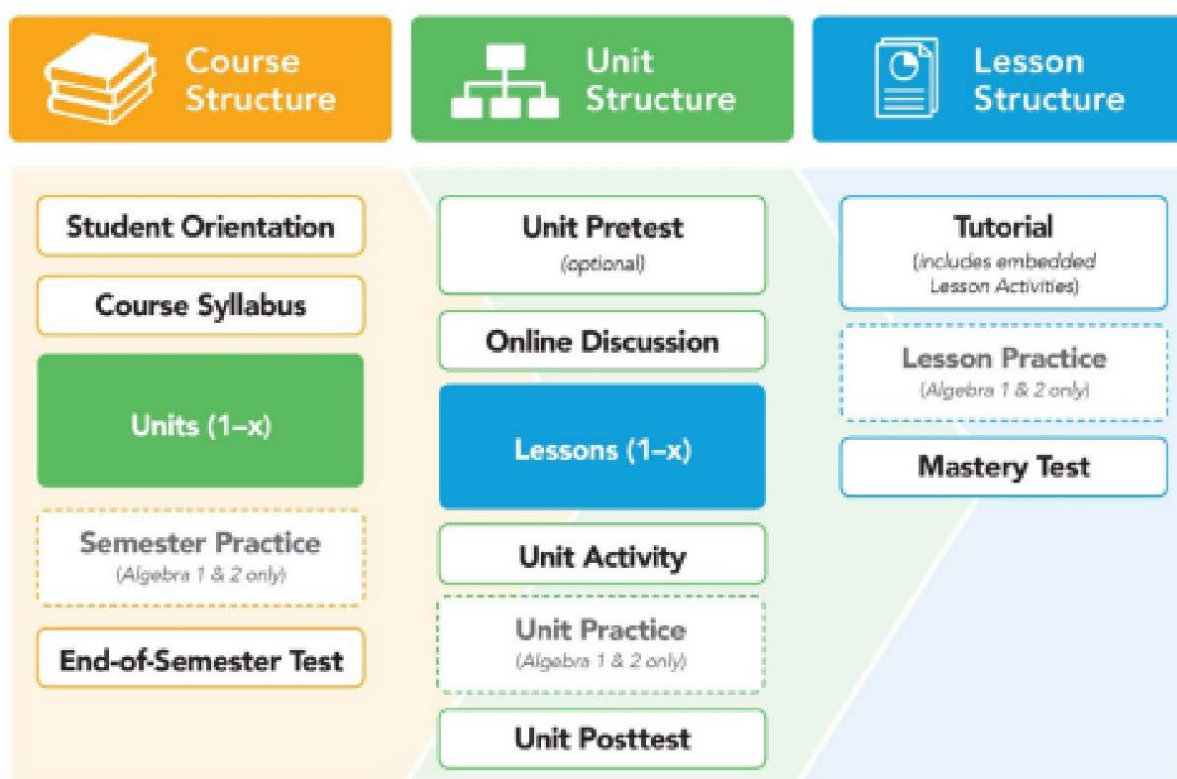 Course
Structure
Student Orientation
Course Syllabus
Units (1–x)
Semester Practice
(Algebra 1 & 2 only)
End-of-Semester Test
Unit
Structure
Unit Pretest
(optional)
Online Discussion
Lessons (1–x)
Unit Activity
Unit Practice
(Algebra 1 & 2 only)
Unit Posttest
Lesson
Structure
Tutorial
(includes embedded
Lesson Activities)
Lesson Practice
(Algebra 1 & 2 only)
Mastery Test